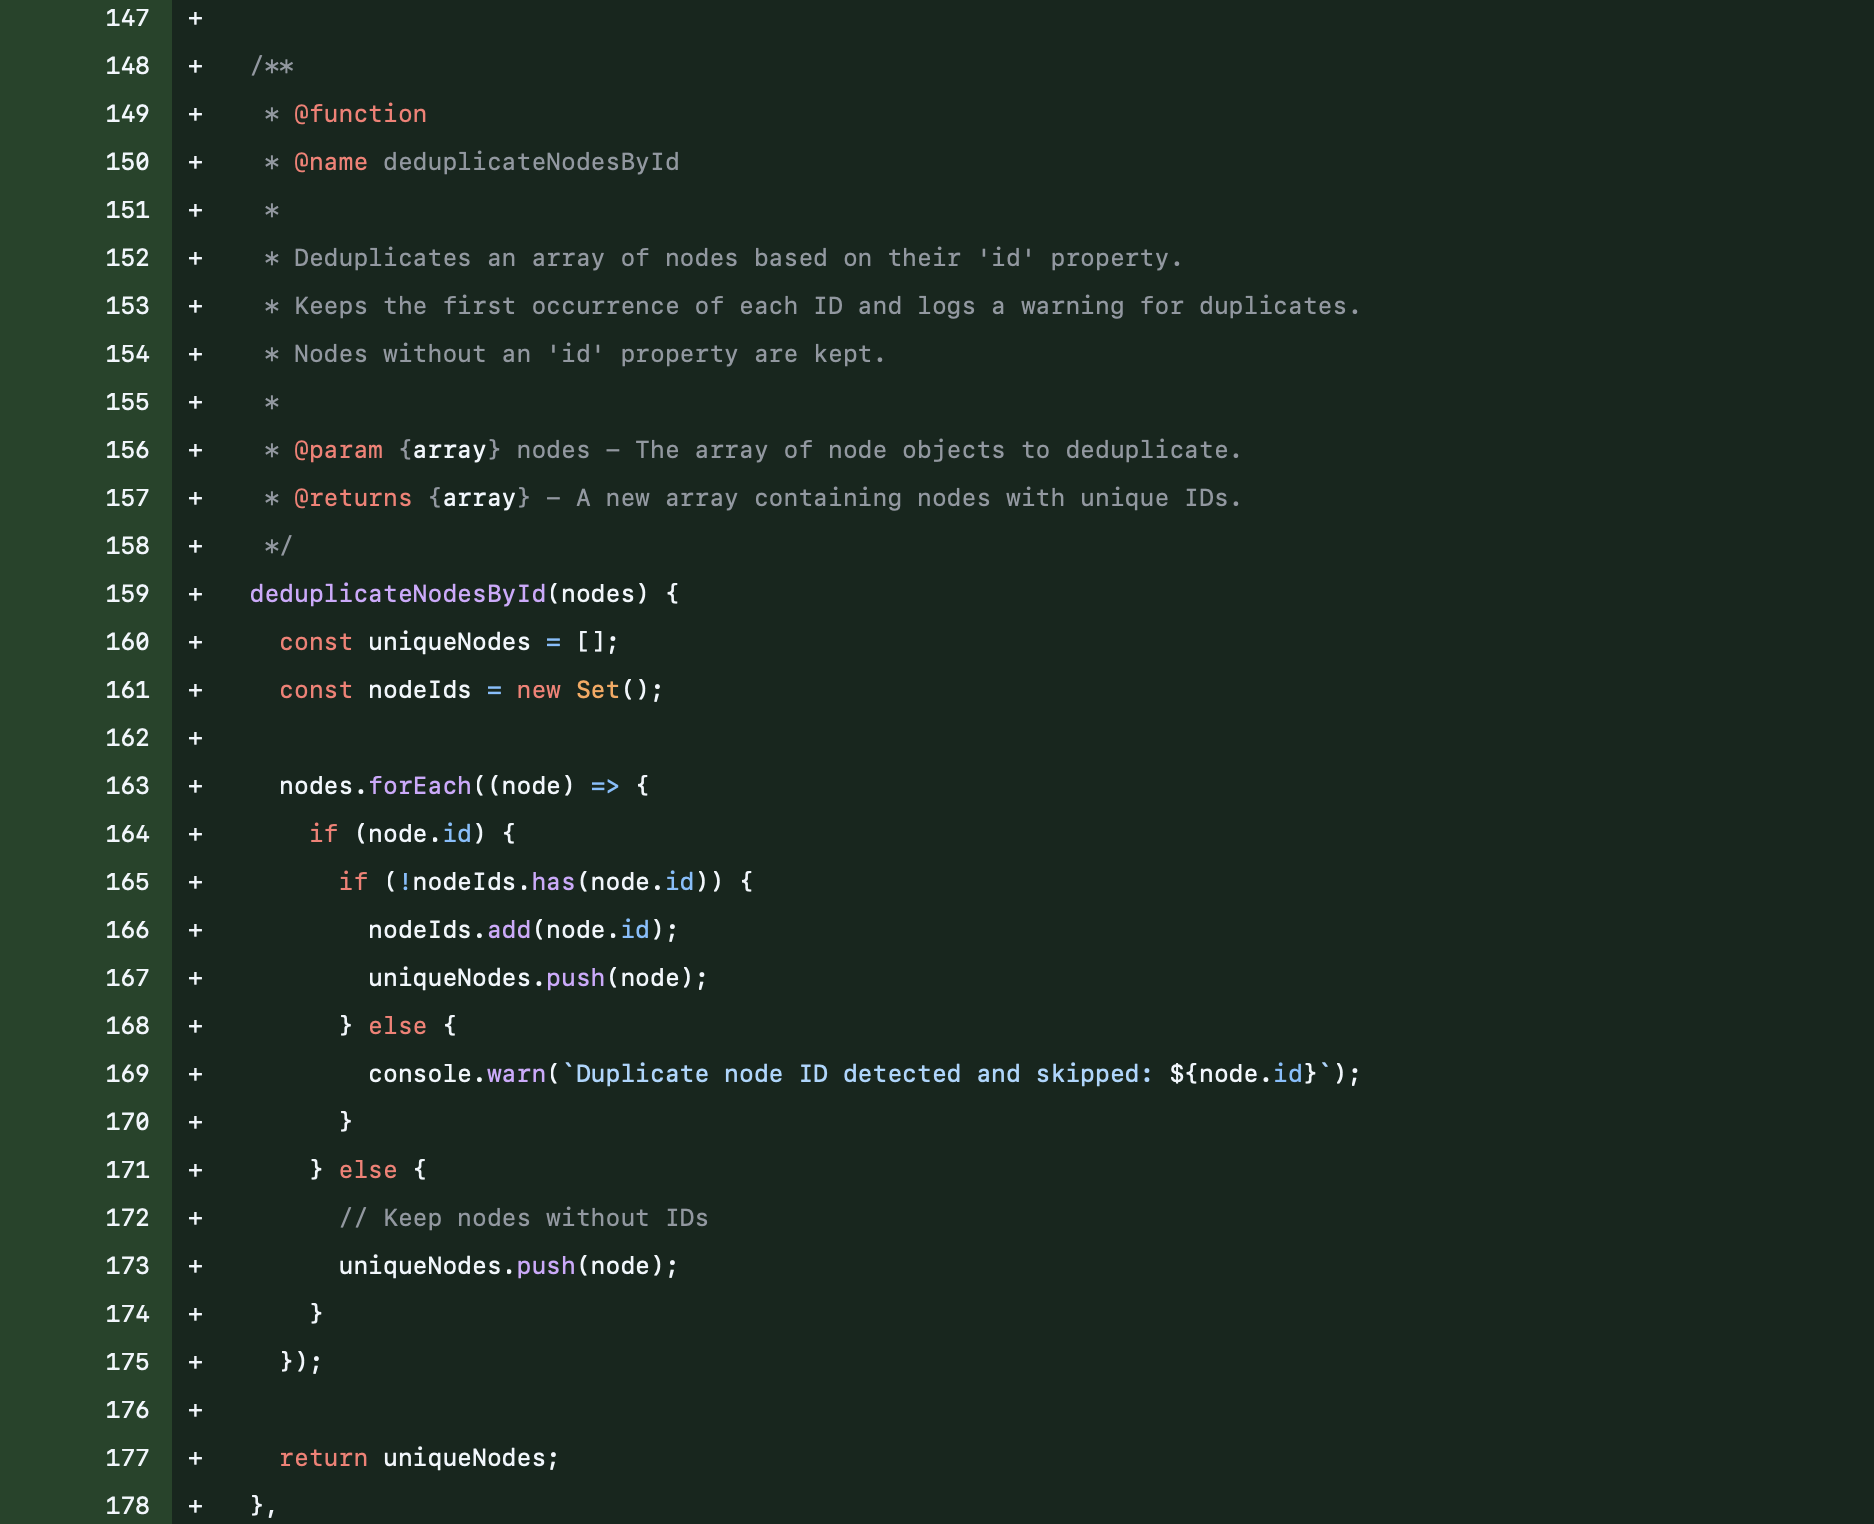 147 +
148 + /**
149 + * @function
150 + * @name deduplicateNodesById
151 + *
152 + * Deduplicates an array of nodes based on their 'id' property.
153 + * Keeps the first occurrence of each ID and logs a warning for duplicates.
154 + * Nodes without an 'id' property are kept.
155 + *
156 + * @param {array} nodes – The array of node objects to deduplicate.
157 + * @returns {array} – A new array containing nodes with unique IDs.
158 + */
159 + deduplicateNodesById(nodes) {
160 + const uniqueNodes = [];
161 + const nodeIds = new Set();
162 +
163 + nodes.forEach((node) => {
164 + if (node.id) {
165 + if (!nodeIds.has(node.id)) {
166 + nodeIds.add(node.id);
167 + uniqueNodes.push(node);
168 + } else {
169 + console.warn(`Duplicate node ID detected and skipped: ${node.id}`);
170 + }
171 + } else {
172 + // Keep nodes without IDs
173 + uniqueNodes.push(node);
174 + }
175 + });
176 +
177 + return uniqueNodes;
178 + },